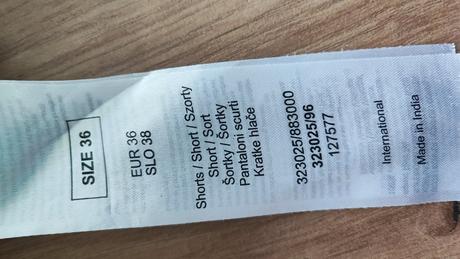 SIZE 36
EUR 36
SLO 38
Shorts / Short / Szorty
Short / Sort
Šortky / Šortky
Pantaloni scurti
Kratke hlače
323025/883000
323025/96
127577
International
Made in India